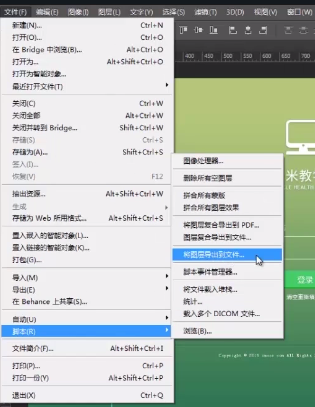 文件(F) 编辑(E) 图像(I) 图层(L) 文字(Y) 选择(S) 滤镜(T) 3D(D) 视图(V) 窗口(W)
新建(N)... Ctrl+N
打开(O)... Ctrl+O
在 Bridge 中浏览(B)... Alt+Ctrl+O
打开为... Alt+Shift+Ctrl+O
打开为智能对象...
最近打开文件(T)
关闭(C) Ctrl+W
关闭全部 Alt+Ctrl+W
关闭并转到 Bridge... Shift+Ctrl+W
存储(S) Ctrl+S
存储为(A)... Shift+Ctrl+S
签入(I)...
恢复(V) F12
抽出资源... Alt+Shift+Ctrl+W
生成
存储为 Web 所用格式... Alt+Shift+Ctrl+S
置入嵌入的智能对象(L)...
置入链接的智能对象(K)...
打包(G)...
导入(M)
导出(E)
在 Behance 上共享(S)...
自动(U)
脚本(R)
文件简介(F)... Alt+Shift+Ctrl+I
打印(P)... Ctrl+P
打印一份(Y) Alt+Shift+Ctrl+P
退出(X) Ctrl+Q
图像处理器...
删除所有空图层
拼合所有蒙版
拼合所有图层效果
将图层复合导出到 PDF...
图层复合导出到文件...
将图层导出到文件...
脚本事件管理器...
将文件载入堆栈...
统计...
载入多个 DICOM 文件...
浏览(B)...
400 450 500 550 600 650 700
米教
登录